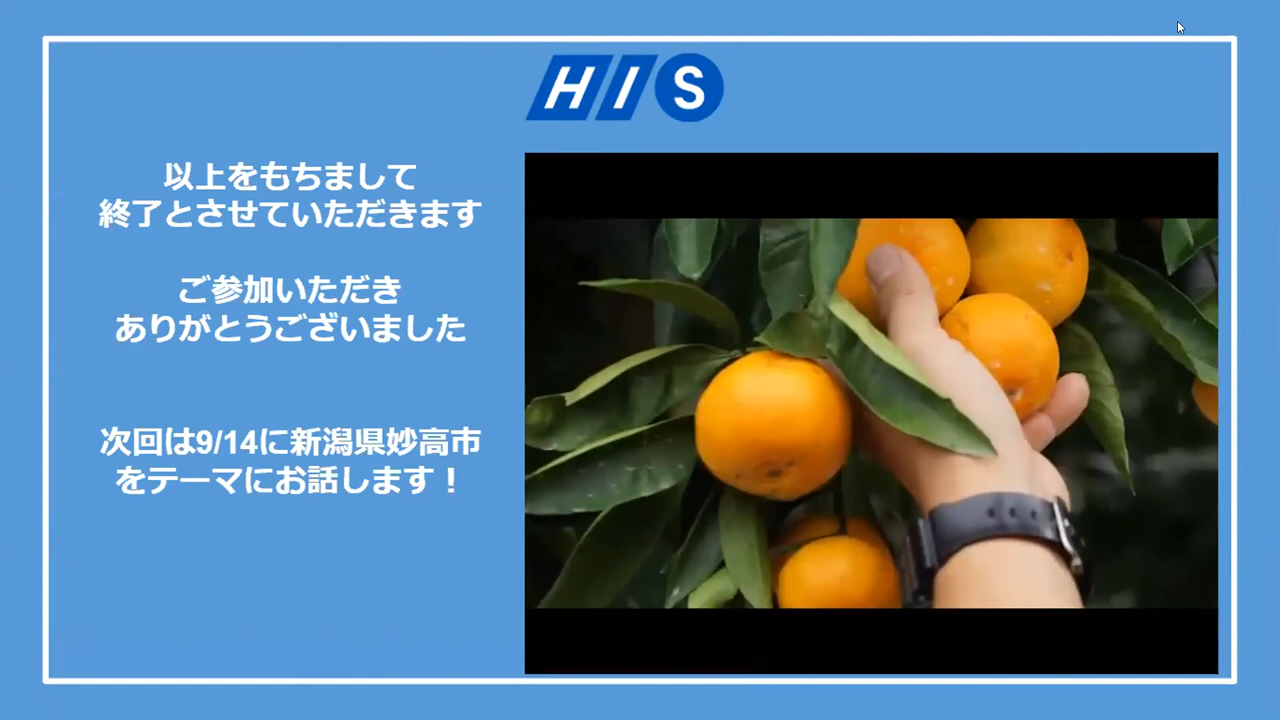 HIS
以上をもちまして
終了とさせていただきます
ご参加いただき
ありがとうございました
次回は9/14に新潟県妙高市
をテーマにお話します！